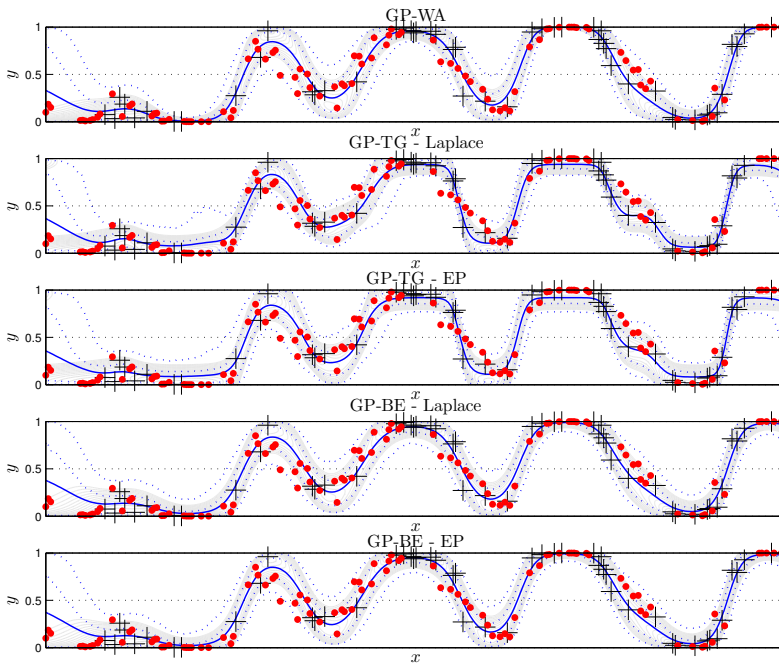 GP-WA
1
0.5
0
y
x
GP-TG - Laplace
1
0.5
0
y
x
GP-TG - EP
1
0.5
0
y
x
GP-BE - Laplace
1
0.5
0
y
x
GP-BE - EP
1
0.5
0
y
x